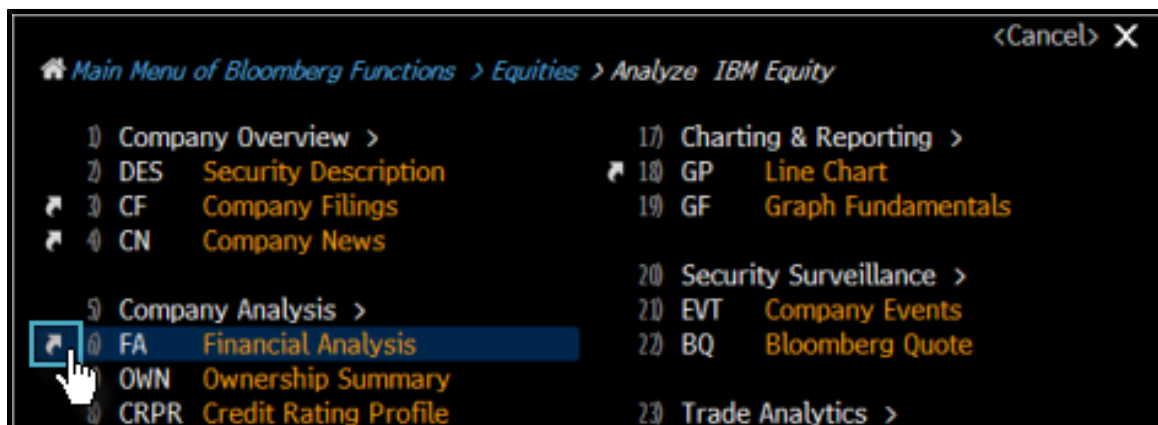 <Cancel> X
Main Menu of Bloomberg Functions > Equities > Analyze IBM Equity
1) Company Overview >
2) DES Security Description
3) CF Company Filings
4) CN Company News
5) Company Analysis >
6) FA Financial Analysis
OWN Ownership Summary
8) CRPR Credit Rating Profile
17) Charting & Reporting >
18) GP Line Chart
19) GF Graph Fundamentals
20) Security Surveillance >
21) EVT Company Events
22) BQ Bloomberg Quote
23) Trade Analytics >